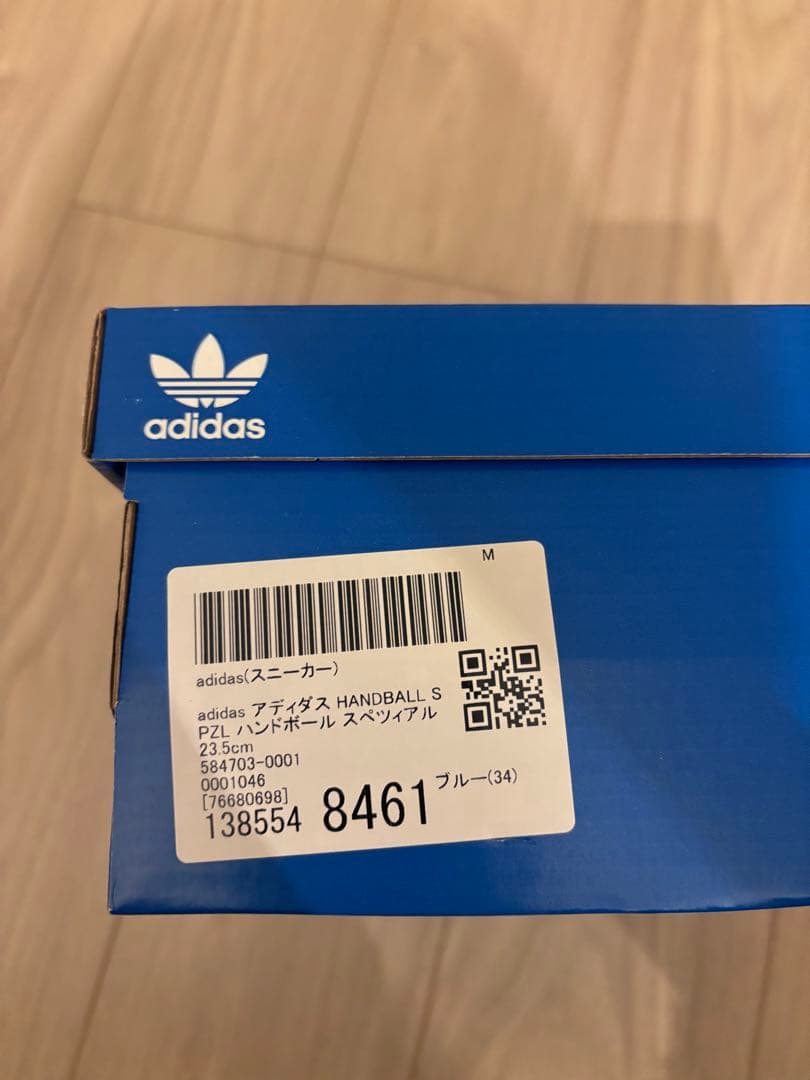 adidas
M
adidas(スニーカー)
adidas アディダス HANDBALL S
PZL ハンドボール スペツィアル
23.5cm
584703-0001
0001046
[76680698]
138554 8461 ブルー(34)